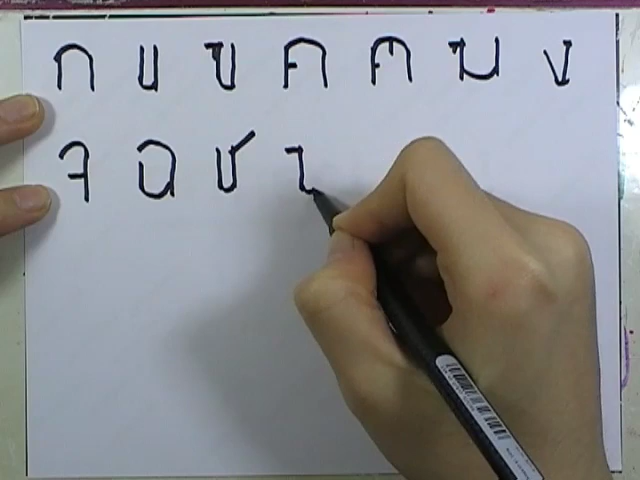 ก ข ฃ ค ฅ ฆ ง
จ ฉ ช